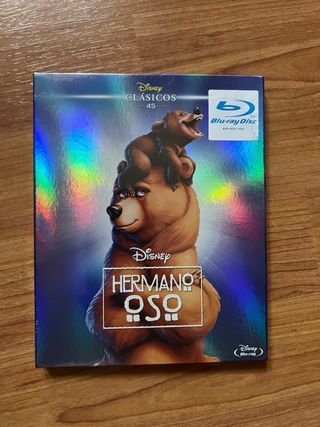 Disney
CLÁSICOS
45
Blu-ray Disc
Disney
HERMANO
OSO
Disney
Blu-ray